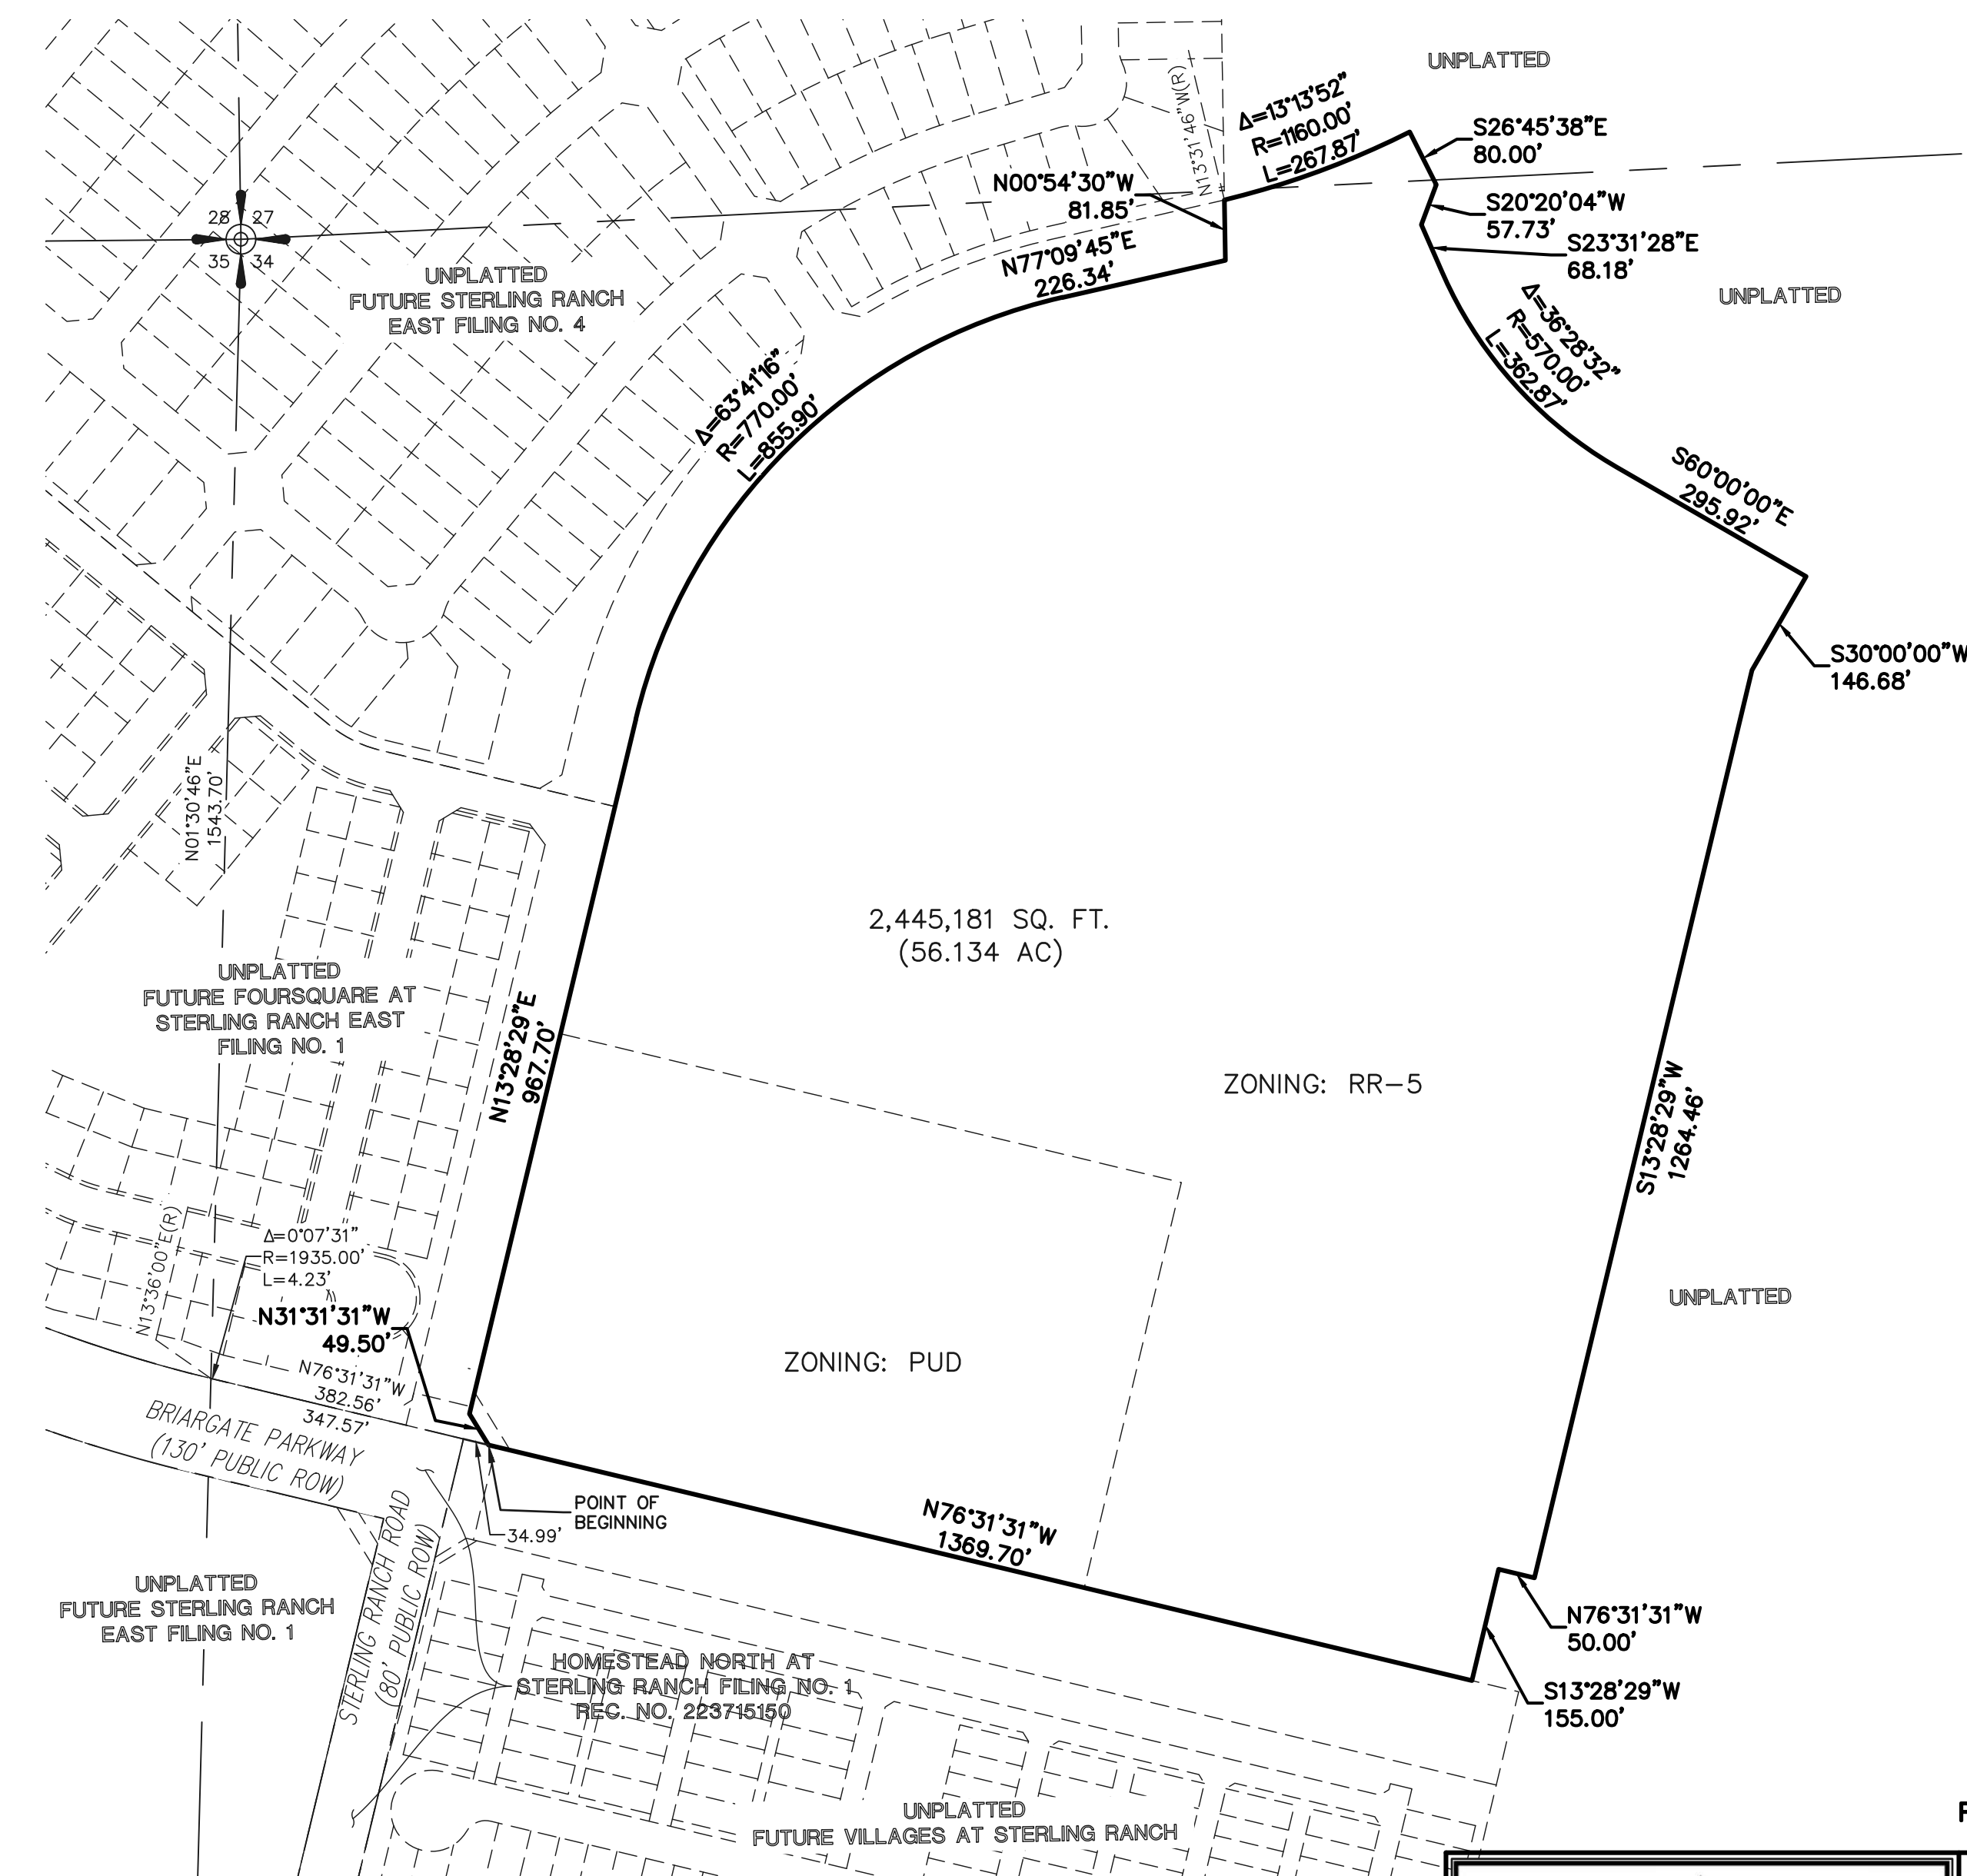 UNPLATTED
N13°31'46"W(R)
Δ=13°13'52"
R=1160.00'
L=267.87'
S26°45'38"E
80.00'
N00°54'30"W
81.85'
S20°20'04"W
57.73'
S23°31'28"E
68.18'
28 27
35 34
N77°09'45"E
226.34'
UNPLATTED
FUTURE STERLING RANCH
EAST FILING NO. 4
UNPLATTED
Δ=36°28'32"
R=570.00'
L=362.87'
Δ=63°41'16"
R=770.00'
L=855.90'
S60°00'00"E
295.92'
S30°00'00"W
146.68'
N01°30'46"E
1543.70'
2,445,181 SQ. FT.
(56.134 AC)
UNPLATTED
FUTURE FOURSQUARE AT
STERLING RANCH EAST
FILING NO. 1
N13°28'29"E
967.70'
ZONING: RR-5
S13°28'29"W
1264.46'
N13°36'00"E(R)
Δ=0°07'31"
R=1935.00'
L=4.23'
N31°31'31"W
49.50'
UNPLATTED
ZONING: PUD
N76°31'31"W
382.56'
347.57'
BRIARGATE PARKWAY
(130' PUBLIC ROW)
POINT OF
BEGINNING
34.99'
N76°31'31"W
1369.70'
STERLING RANCH ROAD
(80' PUBLIC ROW)
UNPLATTED
FUTURE STERLING RANCH
EAST FILING NO. 1
N76°31'31"W
50.00'
HOMESTEAD NORTH AT
STERLING RANCH FILING NO. 1
REC. NO. 223715150
S13°28'29"W
155.00'
UNPLATTED
FUTURE VILLAGES AT STERLING RANCH